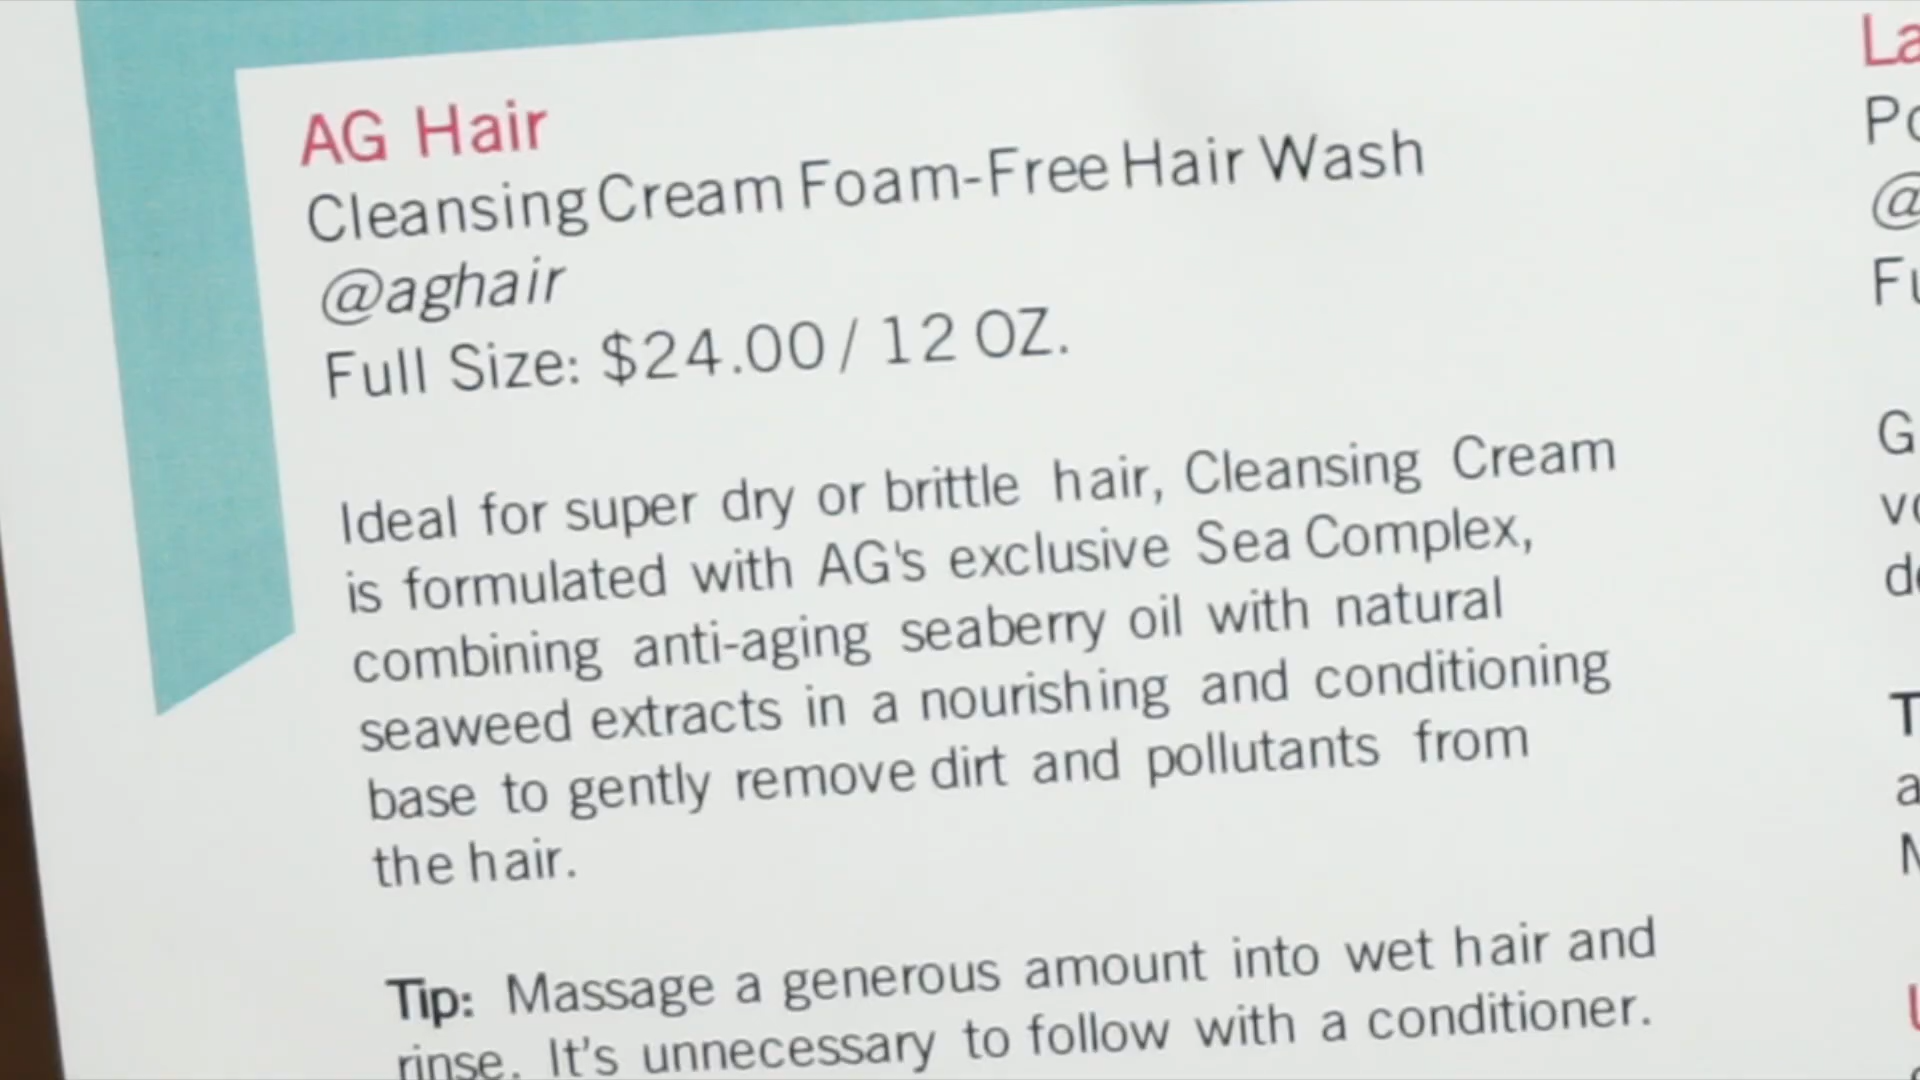 AG Hair
Cleansing Cream Foam-Free Hair Wash
@aghair
Full Size: $24.00 / 12 OZ.
Ideal for super dry or brittle hair, Cleansing Cream
is formulated with AG's exclusive Sea Complex,
combining anti-aging seaberry oil with natural
seaweed extracts in a nourishing and conditioning
base to gently remove dirt and pollutants from
the hair.
Tip: Massage a generous amount into wet hair and
rinse. It's unnecessary to follow with a conditioner.